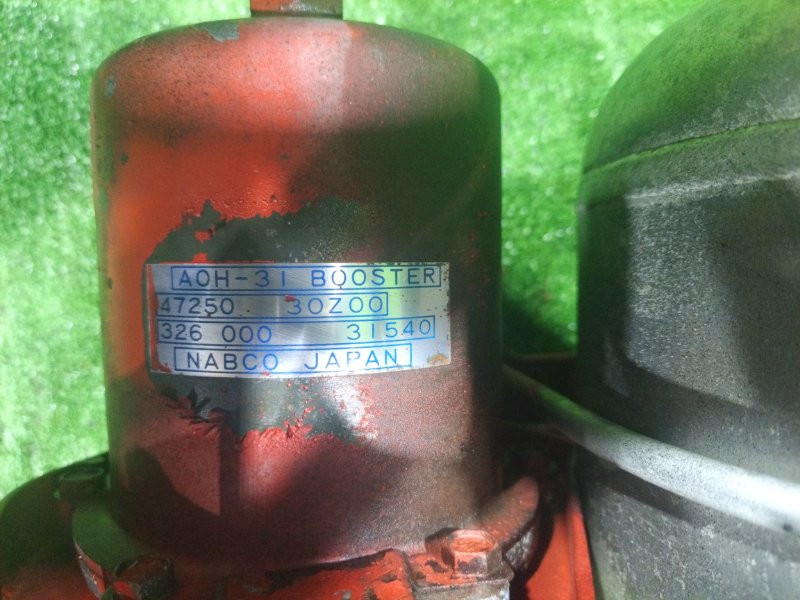 AOH-31 BOOSTER
47250 30Z00
326 000 31540
NABCO JAPAN